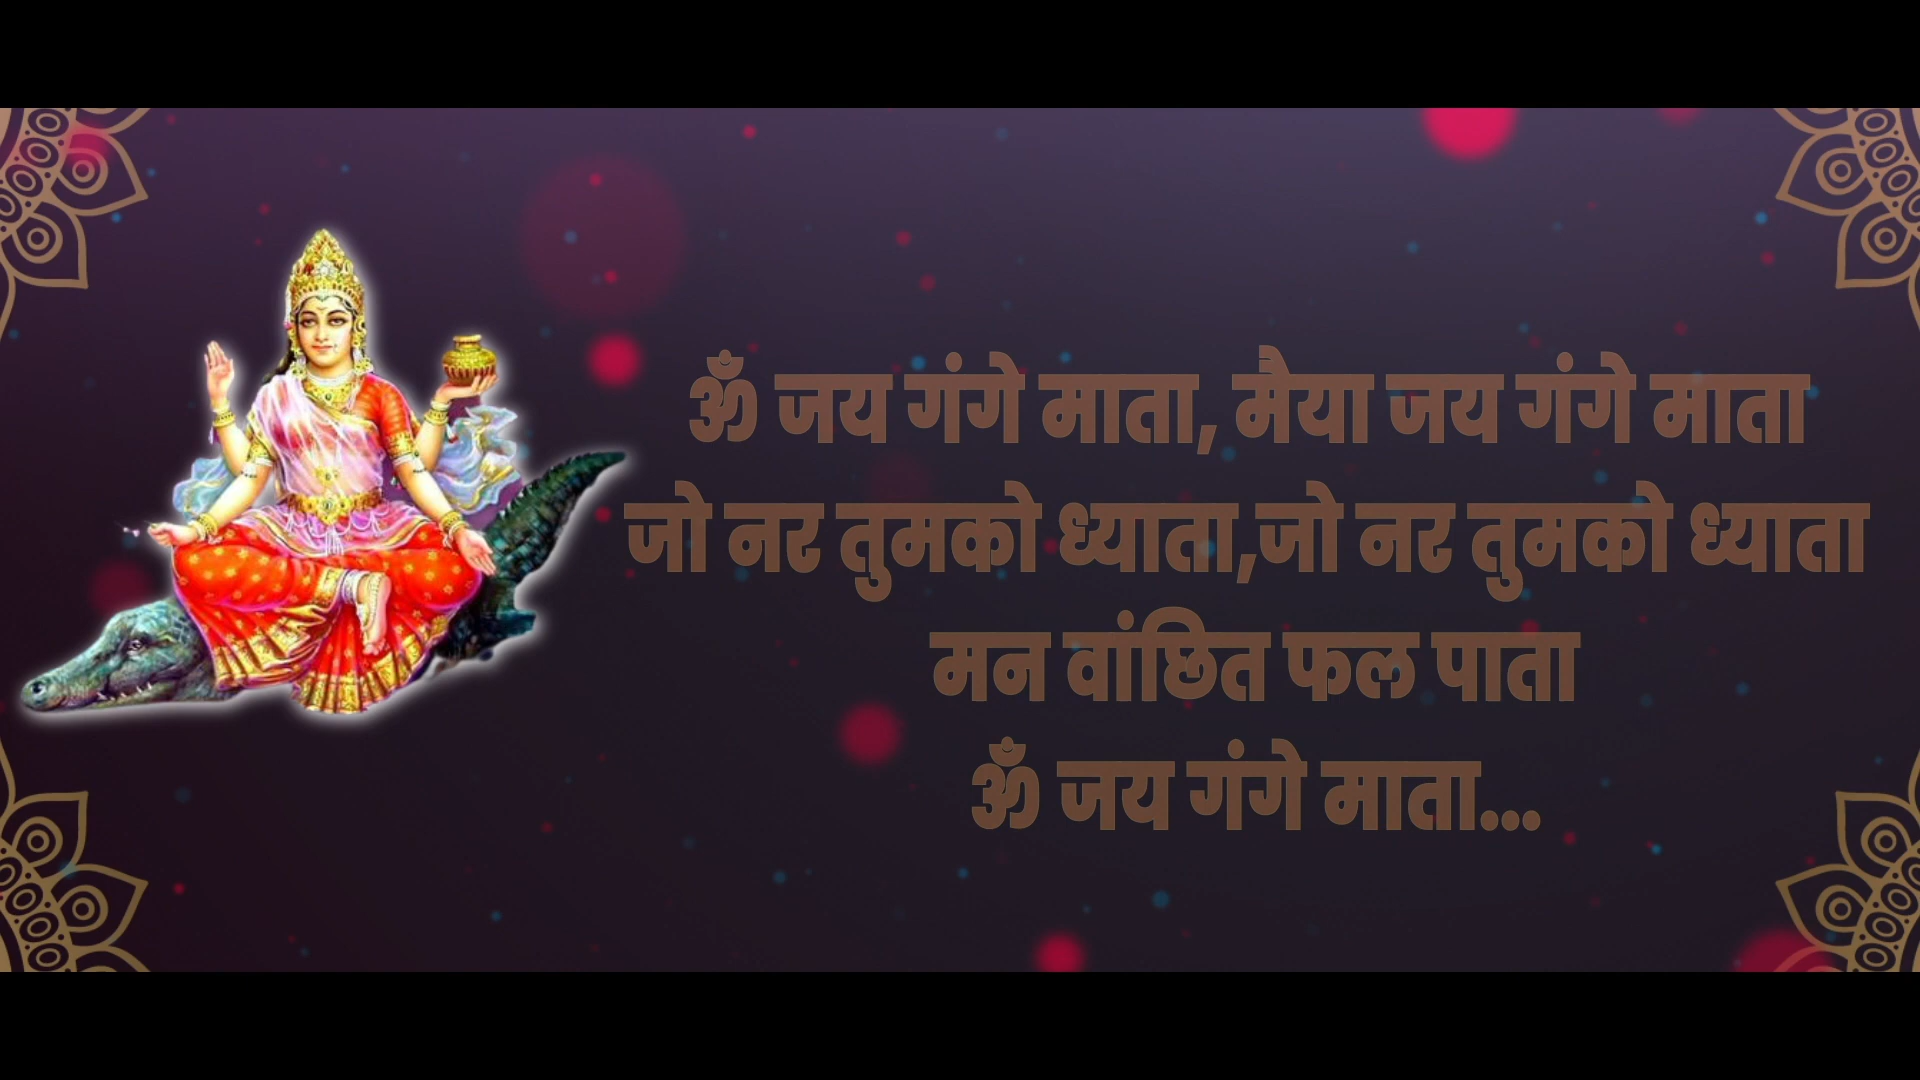 ॐ जय गंगे माता, मैया जय गंगे माता
जो नर तुमको ध्याता,जो नर तुमको ध्याता
मन वांछित फल पाता
ॐ जय गंगे माता...